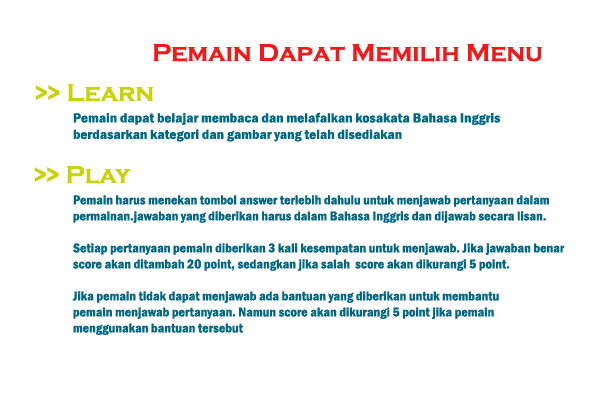 Pemain Dapat Memilih Menu
>> Learn
Pemain dapat belajar membaca dan melafalkan kosakata Bahasa Inggris
berdasarkan kategori dan gambar yang telah disediakan
>> Play
Pemain harus menekan tombol answer terlebih dahulu untuk menjawab pertanyaan dalam
permainan.jawaban yang diberikan harus dalam Bahasa Inggris dan dijawab secara lisan.
Setiap pertanyaan pemain diberikan 3 kali kesempatan untuk menjawab. Jika jawaban benar
score akan ditambah 20 point, sedangkan jika salah  score akan dikurangi 5 point.
Jika pemain tidak dapat menjawab ada bantuan yang diberikan untuk membantu
pemain menjawab pertanyaan. Namun score akan dikurangi 5 point jika pemain
menggunakan bantuan tersebut